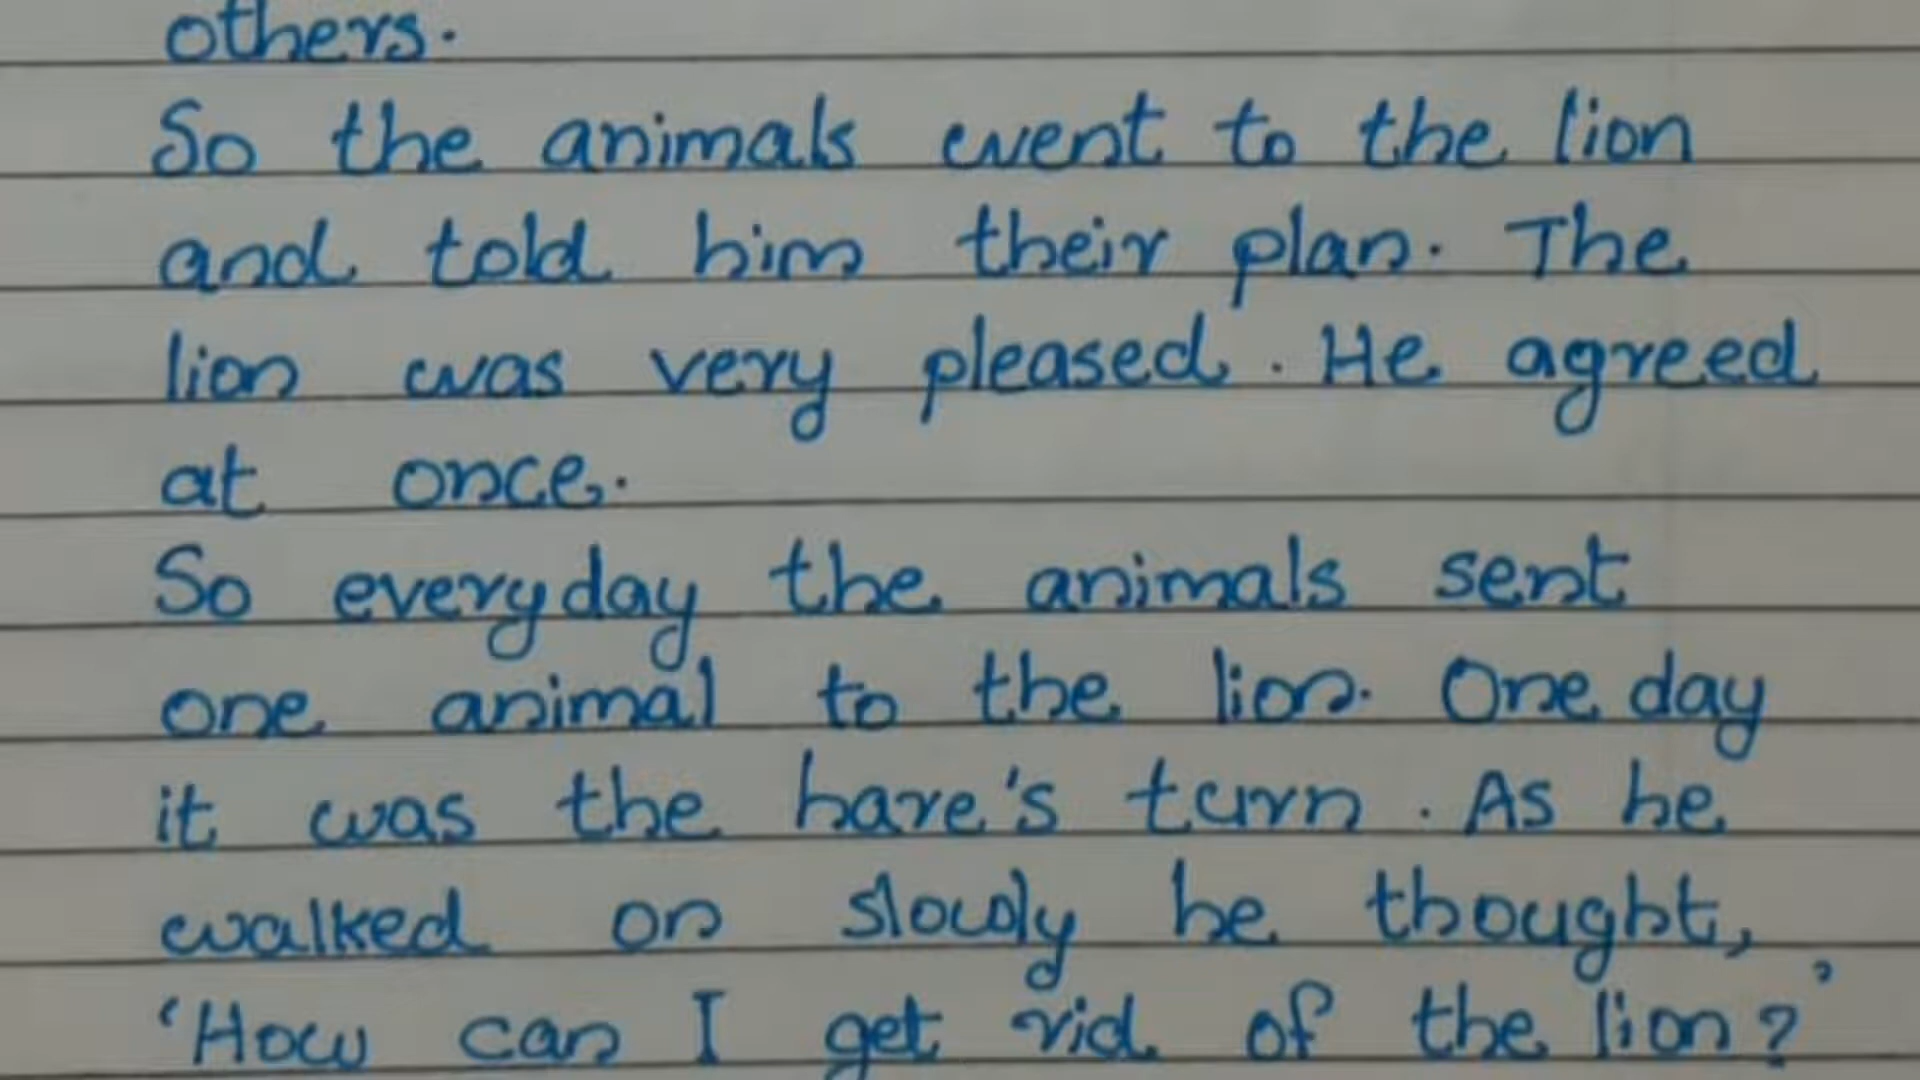 others.
So the animals went to the lion
and told him their plan. The
lion was very pleased. He agreed
at once.
So everyday the animals sent
one animal to the lion. One day
it was the hare's turn. As he
walked on slowly he thought,
'How can I get rid of the lion?'